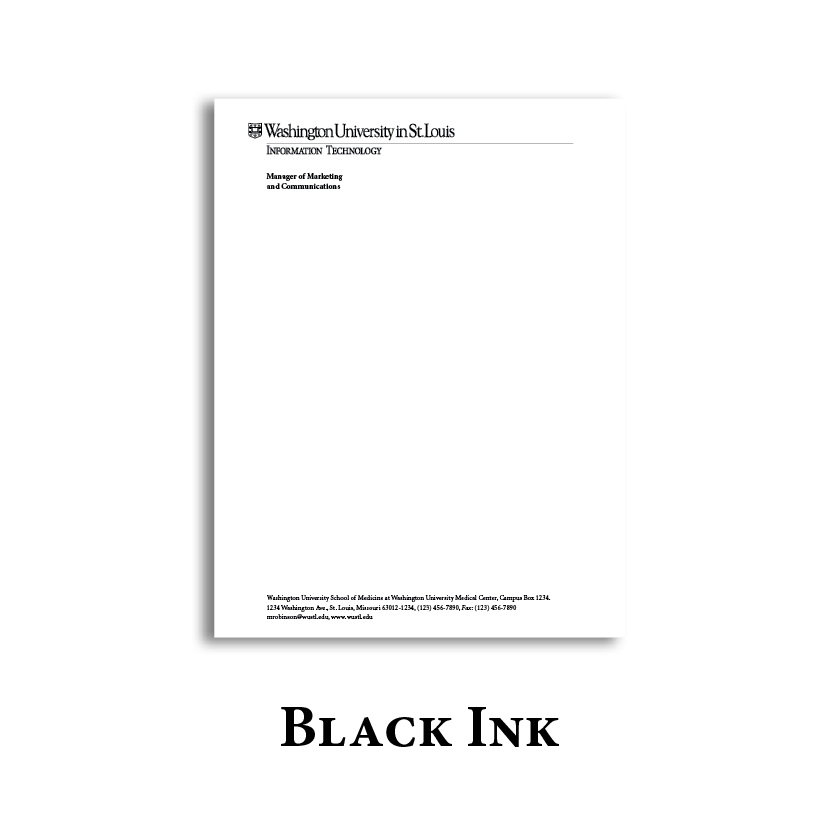 Washington University in St. Louis
Information Technology
Manager of Marketing
and Communications
Washington University School of Medicine at Washington University Medical Center, Campus Box 1234.
1234 Washington Ave., St. Louis, Missouri 63012-1234, (123) 456-7890, Fax: (123) 456-7890
mrobinson@wustl.edu, www.wustl.edu
Black Ink